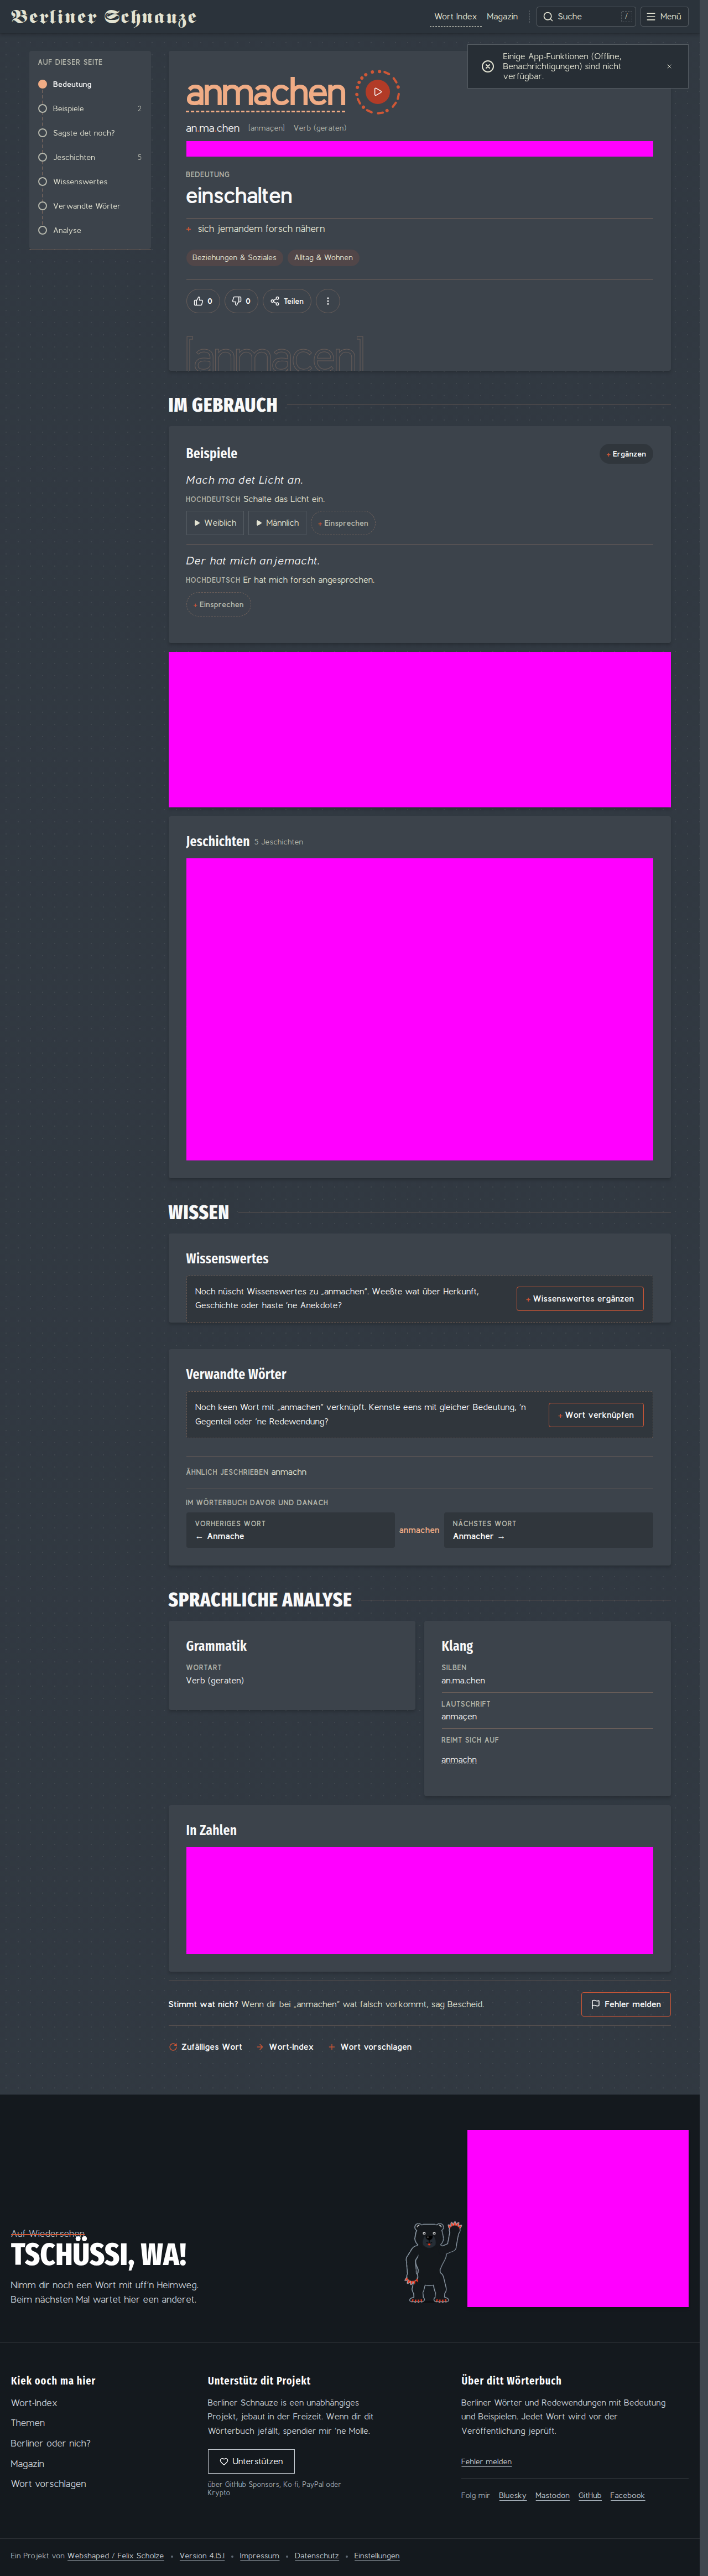 Berliner Schnauze
Wort Index
Magazin
Suche
/
Menü
Einige App-Funktionen (Offline,
Benachrichtigungen) sind nicht
verfügbar.
AUF DIESER SEITE
Bedeutung
Beispiele 2
Sagste det noch?
Jeschichten 5
Wissenswertes
Verwandte Wörter
Analyse
anmachen
an.ma.chen [anmaçen] Verb (geraten)
BEDEUTUNG
einschalten
+ sich jemandem forsch nähern
Beziehungen & Soziales
Alltag & Wohnen
0
0
Teilen
[anmaçen]
IM GEBRAUCH
Beispiele
+ Ergänzen
Mach ma det Licht an.
HOCHDEUTSCH Schalte das Licht ein.
Weiblich
Männlich
+ Einsprechen
Der hat mich anjemacht.
HOCHDEUTSCH Er hat mich forsch angesprochen.
+ Einsprechen
Jeschichten 5 Jeschichten
WISSEN
Wissenswertes
Noch nüscht Wissenswertes zu „anmachen“. Weeßte wat über Herkunft,
Geschichte oder haste ’ne Anekdote?
+ Wissenswertes ergänzen
Verwandte Wörter
Noch keen Wort mit „anmachen“ verknüpft. Kennste eens mit gleicher Bedeutung, ’n
Gegenteil oder ’ne Redewendung?
+ Wort verknüpfen
ÄHNLICH JESCHRIEBEN anmachn
IM WÖRTERBUCH DAVOR UND DANACH
VORHERIGES WORT
← Anmache
anmachen
NÄCHSTES WORT
Anmacher →
SPRACHLICHE ANALYSE
Grammatik
WORTART
Verb (geraten)
Klang
SILBEN
an.ma.chen
LAUTSCHRIFT
anmaçen
REIMT SICH AUF
anmachn
In Zahlen
Stimmt wat nich? Wenn dir bei „anmachen“ wat falsch vorkommt, sag Bescheid.
Fehler melden
Zufälliges Wort
→ Wort-Index
+ Wort vorschlagen
Auf Wiedersehen
TSCHÜSSI, WA!
Nimm dir noch een Wort mit uff’n Heimweg.
Beim nächsten Mal wartet hier een anderet.
Kiek ooch ma hier
Wort-Index
Themen
Berliner oder nich?
Magazin
Wort vorschlagen
Unterstütz dit Projekt
Berliner Schnauze is een unabhängiges
Projekt, jebaut in der Freizeit. Wenn dir dit
Wörterbuch jefällt, spendier mir ’ne Molle.
Unterstützen
über GitHub Sponsors, Ko-fi, PayPal oder
Krypto
Über ditt Wörterbuch
Berliner Wörter und Redewendungen mit Bedeutung
und Beispielen. Jedet Wort wird vor der
Veröffentlichung jeprüft.
Fehler melden
Folg mir Bluesky Mastodon GitHub Facebook
Ein Projekt von Webshaped / Felix Scholze • Version 4.15.1 • Impressum • Datenschutz • Einstellungen